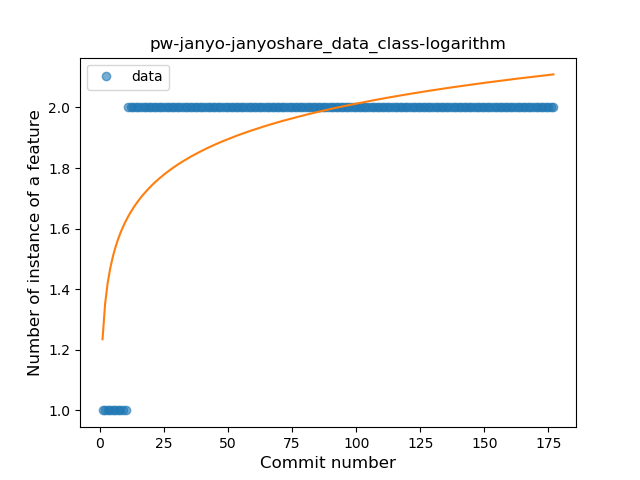 pw-janyo-janyoshare_data_class-logarithm
data
Number of instance of a feature
2.0
1.8
1.6
1.4
1.2
1.0
0 25 50 75 100 125 150 175
Commit number